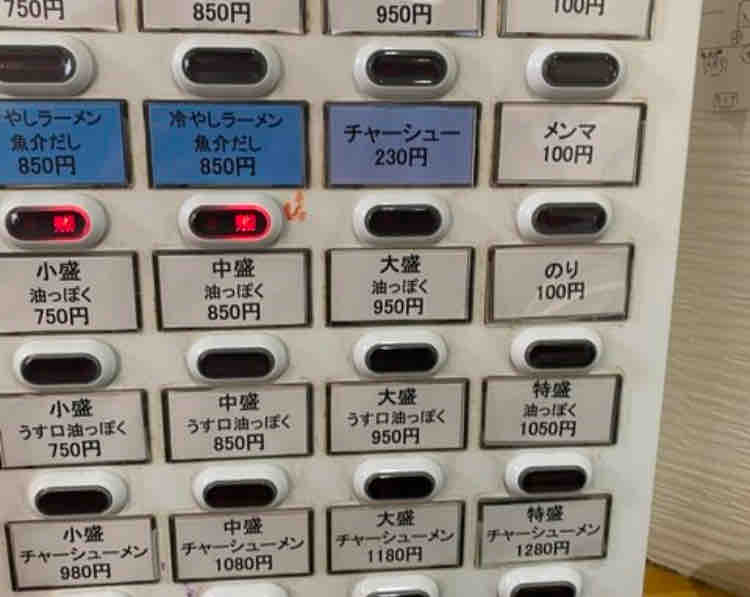 750円
850円
950円
100円
やしラーメン
魚介だし
850円
冷やしラーメン
魚介だし
850円
チャーシュー
230円
メンマ
100円
小盛
油っぽく
750円
中盛
油っぽく
850円
大盛
油っぽく
950円
のり
100円
小盛
うす口油っぽく
750円
中盛
うす口油っぽく
850円
大盛
うす口油っぽく
950円
特盛
油っぽく
1050円
小盛
チャーシューメン
980円
中盛
チャーシューメン
1080円
大盛
チャーシューメン
1180円
特盛
チャーシューメン
1280円